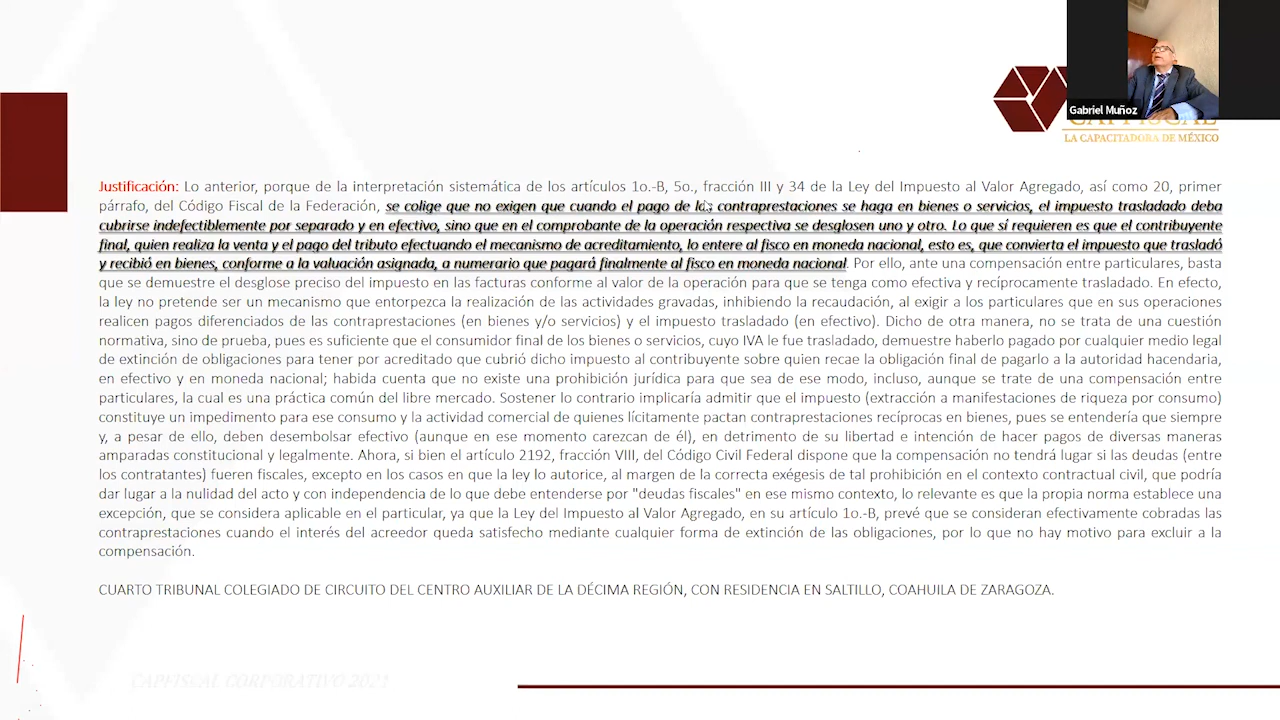 Gabriel Muñoz
LA CAPACITADORA DE MÉXICO
Justificación: Lo anterior, porque de la interpretación sistemática de los artículos 1o.-B, 5o., fracción III y 34 de la Ley del Impuesto al Valor Agregado, así como 20, primer
párrafo, del Código Fiscal de la Federación, se colige que no exigen que cuando el pago de las contraprestaciones se haga en bienes o servicios, el impuesto trasladado deba
cubrirse indefectiblemente por separado y en efectivo, sino que en el comprobante de la operación respectiva se desglosen uno y otro. Lo que sí requieren es que el contribuyente
final, quien realiza la venta y el pago del tributo efectuando el mecanismo de acreditamiento, lo entere al fisco en moneda nacional, esto es, que convierta el impuesto que trasladó
y recibió en bienes, conforme a la valuación asignada, a numerario que pagará finalmente al fisco en moneda nacional. Por ello, ante una compensación entre particulares, basta
que se demuestre el desglose preciso del impuesto en las facturas conforme al valor de la operación para que se tenga como efectiva y recíprocamente trasladado. En efecto,
la ley no pretende ser un mecanismo que entorpezca la realización de las actividades gravadas, inhibiendo la recaudación, al exigir a los particulares que en sus operaciones
realicen pagos diferenciados de las contraprestaciones (en bienes y/o servicios) y el impuesto trasladado (en efectivo). Dicho de otra manera, no se trata de una cuestión
normativa, sino de prueba, pues es suficiente que el consumidor final de los bienes o servicios, cuyo IVA le fue trasladado, demuestre haberlo pagado por cualquier medio legal
de extinción de obligaciones para tener por acreditado que cubrió dicho impuesto al contribuyente sobre quien recae la obligación final de pagarlo a la autoridad hacendaria,
en efectivo y en moneda nacional; habida cuenta que no existe una prohibición jurídica para que sea de ese modo, incluso, aunque se trate de una compensación entre
particulares, la cual es una práctica común del libre mercado. Sostener lo contrario implicaría admitir que el impuesto (extracción a manifestaciones de riqueza por consumo)
constituye un impedimento para ese consumo y la actividad comercial de quienes lícitamente pactan contraprestaciones recíprocas en bienes, pues se entendería que siempre
y, a pesar de ello, deben desembolsar efectivo (aunque en ese momento carezcan de él), en detrimento de su libertad e intención de hacer pagos de diversas maneras
amparadas constitucional y legalmente. Ahora, si bien el artículo 2192, fracción VIII, del Código Civil Federal dispone que la compensación no tendrá lugar si las deudas (entre
los contratantes) fueren fiscales, excepto en los casos en que la ley lo autorice, al margen de la correcta exégesis de tal prohibición en el contexto contractual civil, que podría
dar lugar a la nulidad del acto y con independencia de lo que debe entenderse por "deudas fiscales" en ese mismo contexto, lo relevante es que la propia norma establece una
excepción, que se considera aplicable en el particular, ya que la Ley del Impuesto al Valor Agregado, en su artículo 1o.-B, prevé que se consideran efectivamente cobradas las
contraprestaciones cuando el interés del acreedor queda satisfecho mediante cualquier forma de extinción de las obligaciones, por lo que no hay motivo para excluir a la
compensación.
CUARTO TRIBUNAL COLEGIADO DE CIRCUITO DEL CENTRO AUXILIAR DE LA DÉCIMA REGIÓN, CON RESIDENCIA EN SALTILLO, COAHUILA DE ZARAGOZA.
CAPFISCAL CORPORATIVO 2021